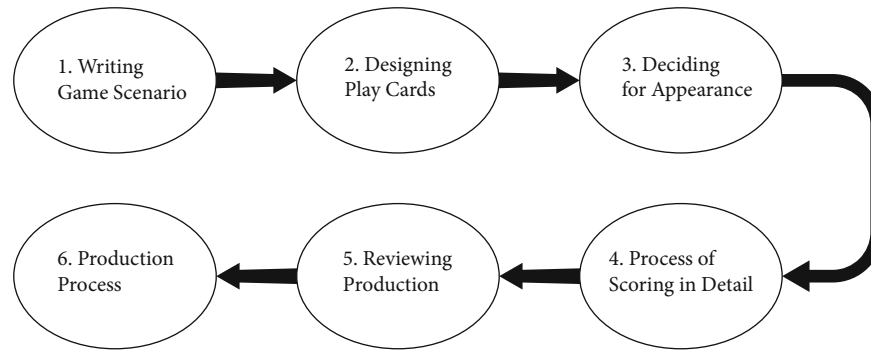 1. Writing
Game Scenario
2. Designing
Play Cards
3. Deciding
for Appearance
4. Process of
Scoring in Detail
5. Reviewing
Production
6. Production
Process